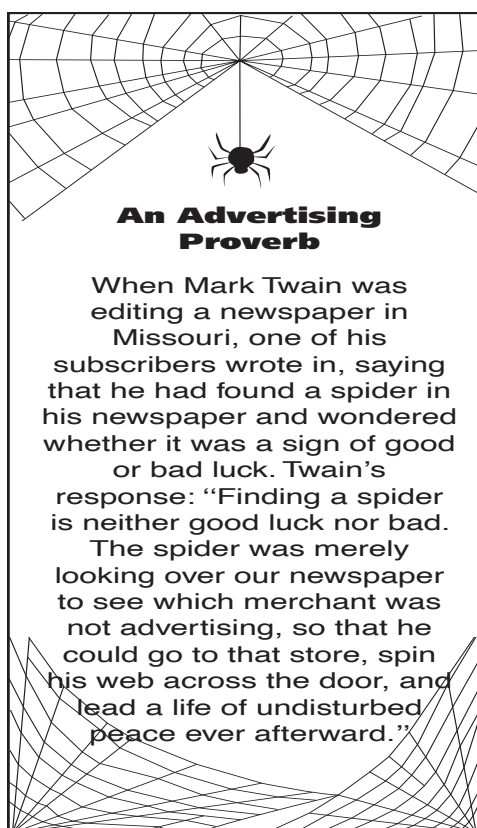 An Advertising
Proverb
When Mark Twain was
editing a newspaper in
Missouri, one of his
subscribers wrote in, saying
that he had found a spider in
his newspaper and wondered
whether it was a sign of good
or bad luck. Twain’s
response: ‘‘Finding a spider
is neither good luck nor bad.
The spider was merely
looking over our newspaper
to see which merchant was
not advertising, so that he
could go to that store, spin
his web across the door, and
lead a life of undisturbed
peace ever afterward.’’